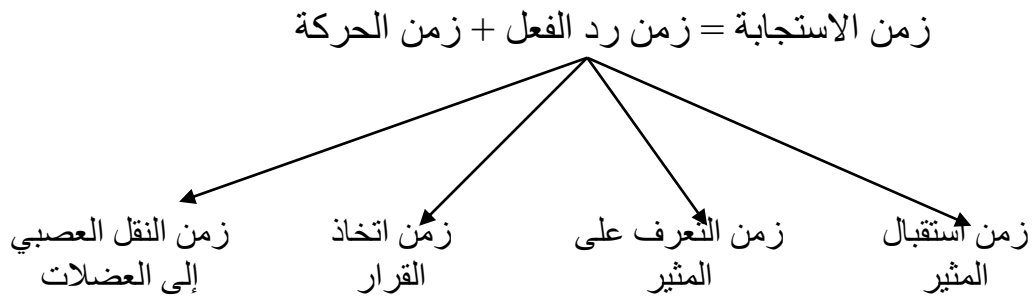 زمن الاستجابة = زمن رد الفعل + زمن الحركة
زمن استقبال
المثير
زمن التعرف على
المثير
زمن اتخاذ
القرار
زمن النقل العصبي
إلى العضلات